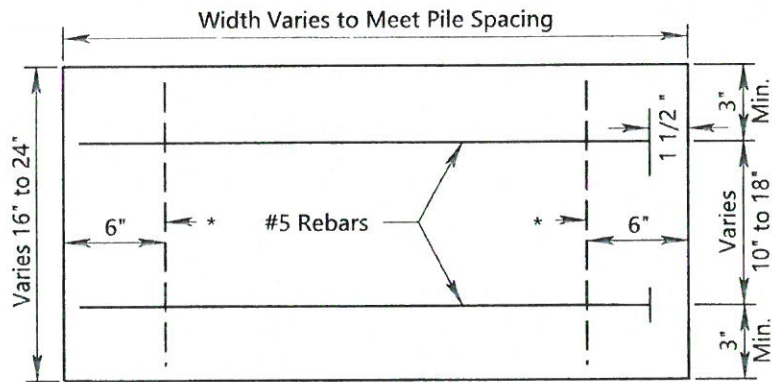 Width Varies to Meet Pile Spacing
Varies 16" to 24"
3"
Min.
1 1/2 "
6"
*
#5 Rebars
*
6"
Varies
10" to 18"
3"
Min.